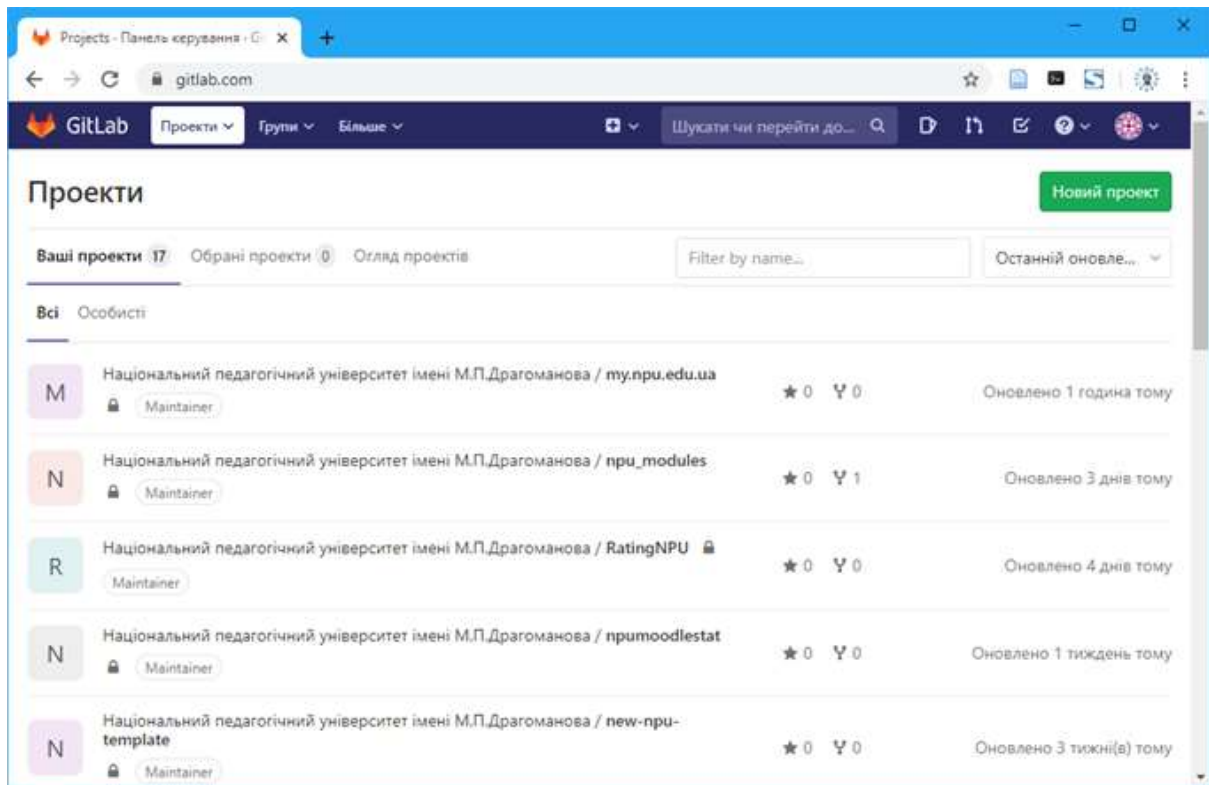 Projects · Панель керування · G
gitlab.com
GitLab Проекти Групи Більше Шукати чи перейти до...
Проекти
Новий проект
Ваші проекти 17 Обрані проекти 0 Огляд проектів Filter by name... Останній оновле...
Всі Особисті
M Національний педагогічний університет імені М.П.Драгоманова / my.npu.edu.ua
Maintainer
0 0 Оновлено 1 година тому
N Національний педагогічний університет імені М.П.Драгоманова / npu_modules
Maintainer
0 1 Оновлено 3 днів тому
R Національний педагогічний університет імені М.П.Драгоманова / RatingNPU
Maintainer
0 0 Оновлено 4 днів тому
N Національний педагогічний університет імені М.П.Драгоманова / npumoodlestat
Maintainer
0 0 Оновлено 1 тиждень тому
N Національний педагогічний університет імені М.П.Драгоманова / new-npu-
template
Maintainer
0 0 Оновлено 3 тижні(в) тому